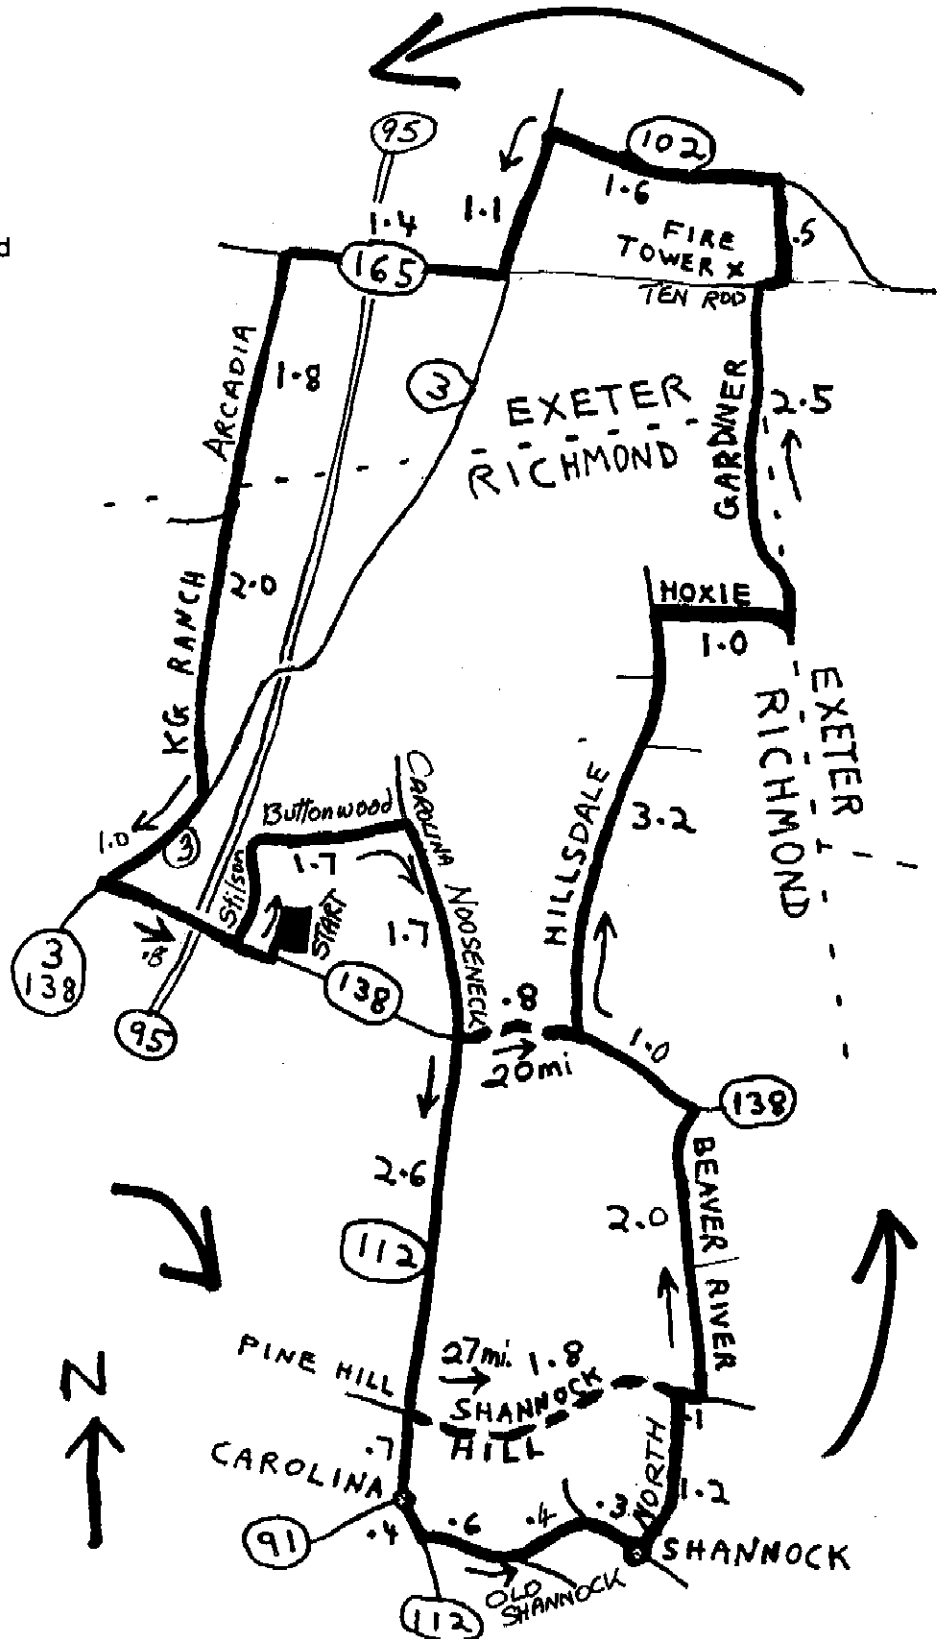 d
95
102
1.6
1.1
1.4
165
.5
FIRE
TOWER X
TEN ROD
ARCADIA
1.8
3
EXETER
RICHMOND
GARDINER
2.5
KG RANCH
2.0
HOXIE
1.0
EXETER
RICHMOND
HILLSDALE
3.2
CAROLINA NOOSENECK
Buttonwood
1.7
1.0
3
Stilson
START
1.7
.8
3
138
138
95
.8
20mi
1.0
138
2.6
112
BEAVER RIVER
2.0
PINE HILL
27mi. 1.8
SHANNOCK
HILL
N
.7
CAROLINA
.1
NORTH
1.2
91
.4
.6
.4
.3
SHANNOCK
OLD
SHANNOCK
112